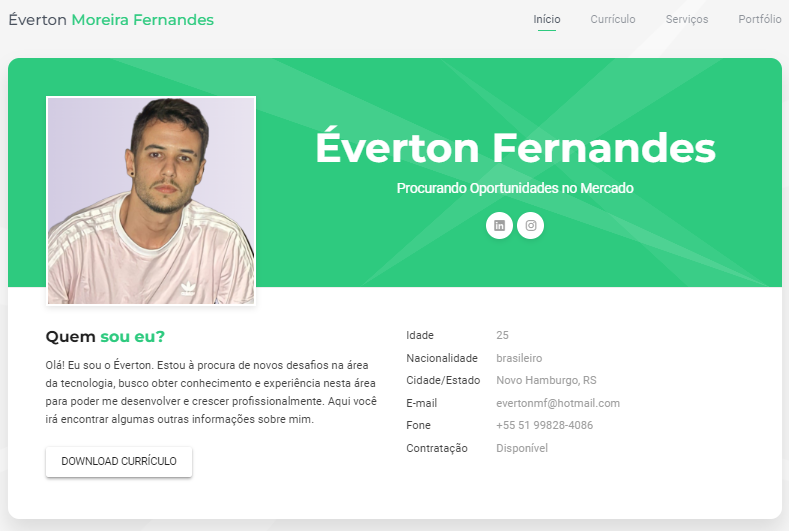 Éverton Moreira Fernandes
Início Currículo Serviços Portfólio
Éverton Fernandes
Procurando Oportunidades no Mercado
Quem sou eu?
Olá! Eu sou o Éverton. Estou à procura de novos desafios na área
da tecnologia, busco obter conhecimento e experiência nesta área
para poder me desenvolver e crescer profissionalmente. Aqui você
irá encontrar algumas outras informações sobre mim.
DOWNLOAD CURRÍCULO
Idade 25
Nacionalidade brasileiro
Cidade/Estado Novo Hamburgo, RS
E-mail evertonmf@hotmail.com
Fone +55 51 99828-4086
Contratação Disponível